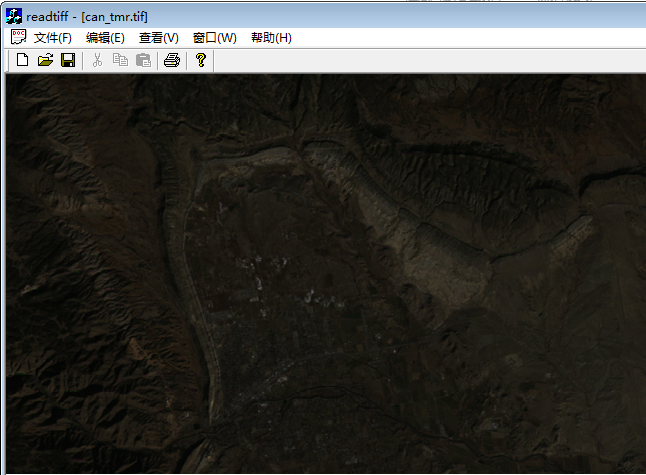 readtiff - [can_tmr.tif]
文件(F) 编辑(E) 查看(V) 窗口(W) 帮助(H)